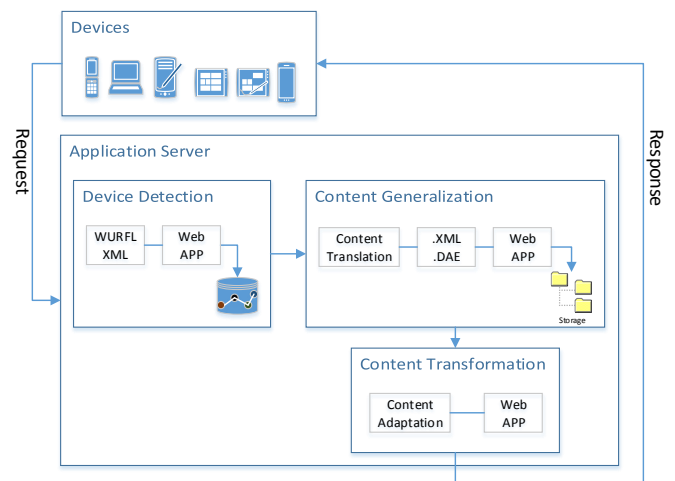 Devices
Request
Response
Application Server
Device Detection
WURFL
XML
Web
APP
Content Generalization
Content
Translation
.XML
.DAE
Web
APP
Storage
Content Transformation
Content
Adaptation
Web
APP